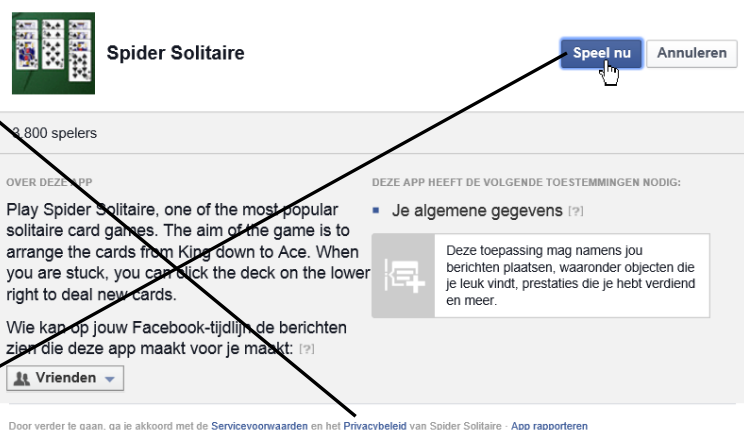 Spider Solitaire
Speel nu
Annuleren
3.800 spelers
OVER DEZE APP
Play Spider Solitaire, one of the most popular
solitaire card games. The aim of the game is to
arrange the cards from King down to Ace. When
you are stuck, you can click the deck on the lower
right to deal new cards.
Wie kan op jouw Facebook-tijdlijn de berichten
zien die deze app maakt voor je maakt: [?]
Vrienden
DEZE APP HEEFT DE VOLGENDE TOESTEMMINGEN NODIG:
Je algemene gegevens [?]
Deze toepassing mag namens jou
berichten plaatsen, waaronder objecten die
je leuk vindt, prestaties die je hebt verdiend
en meer.
Door verder te gaan, ga je akkoord met de Servicevoorwaarden en het Privacybeleid van Spider Solitaire · App rapporteren